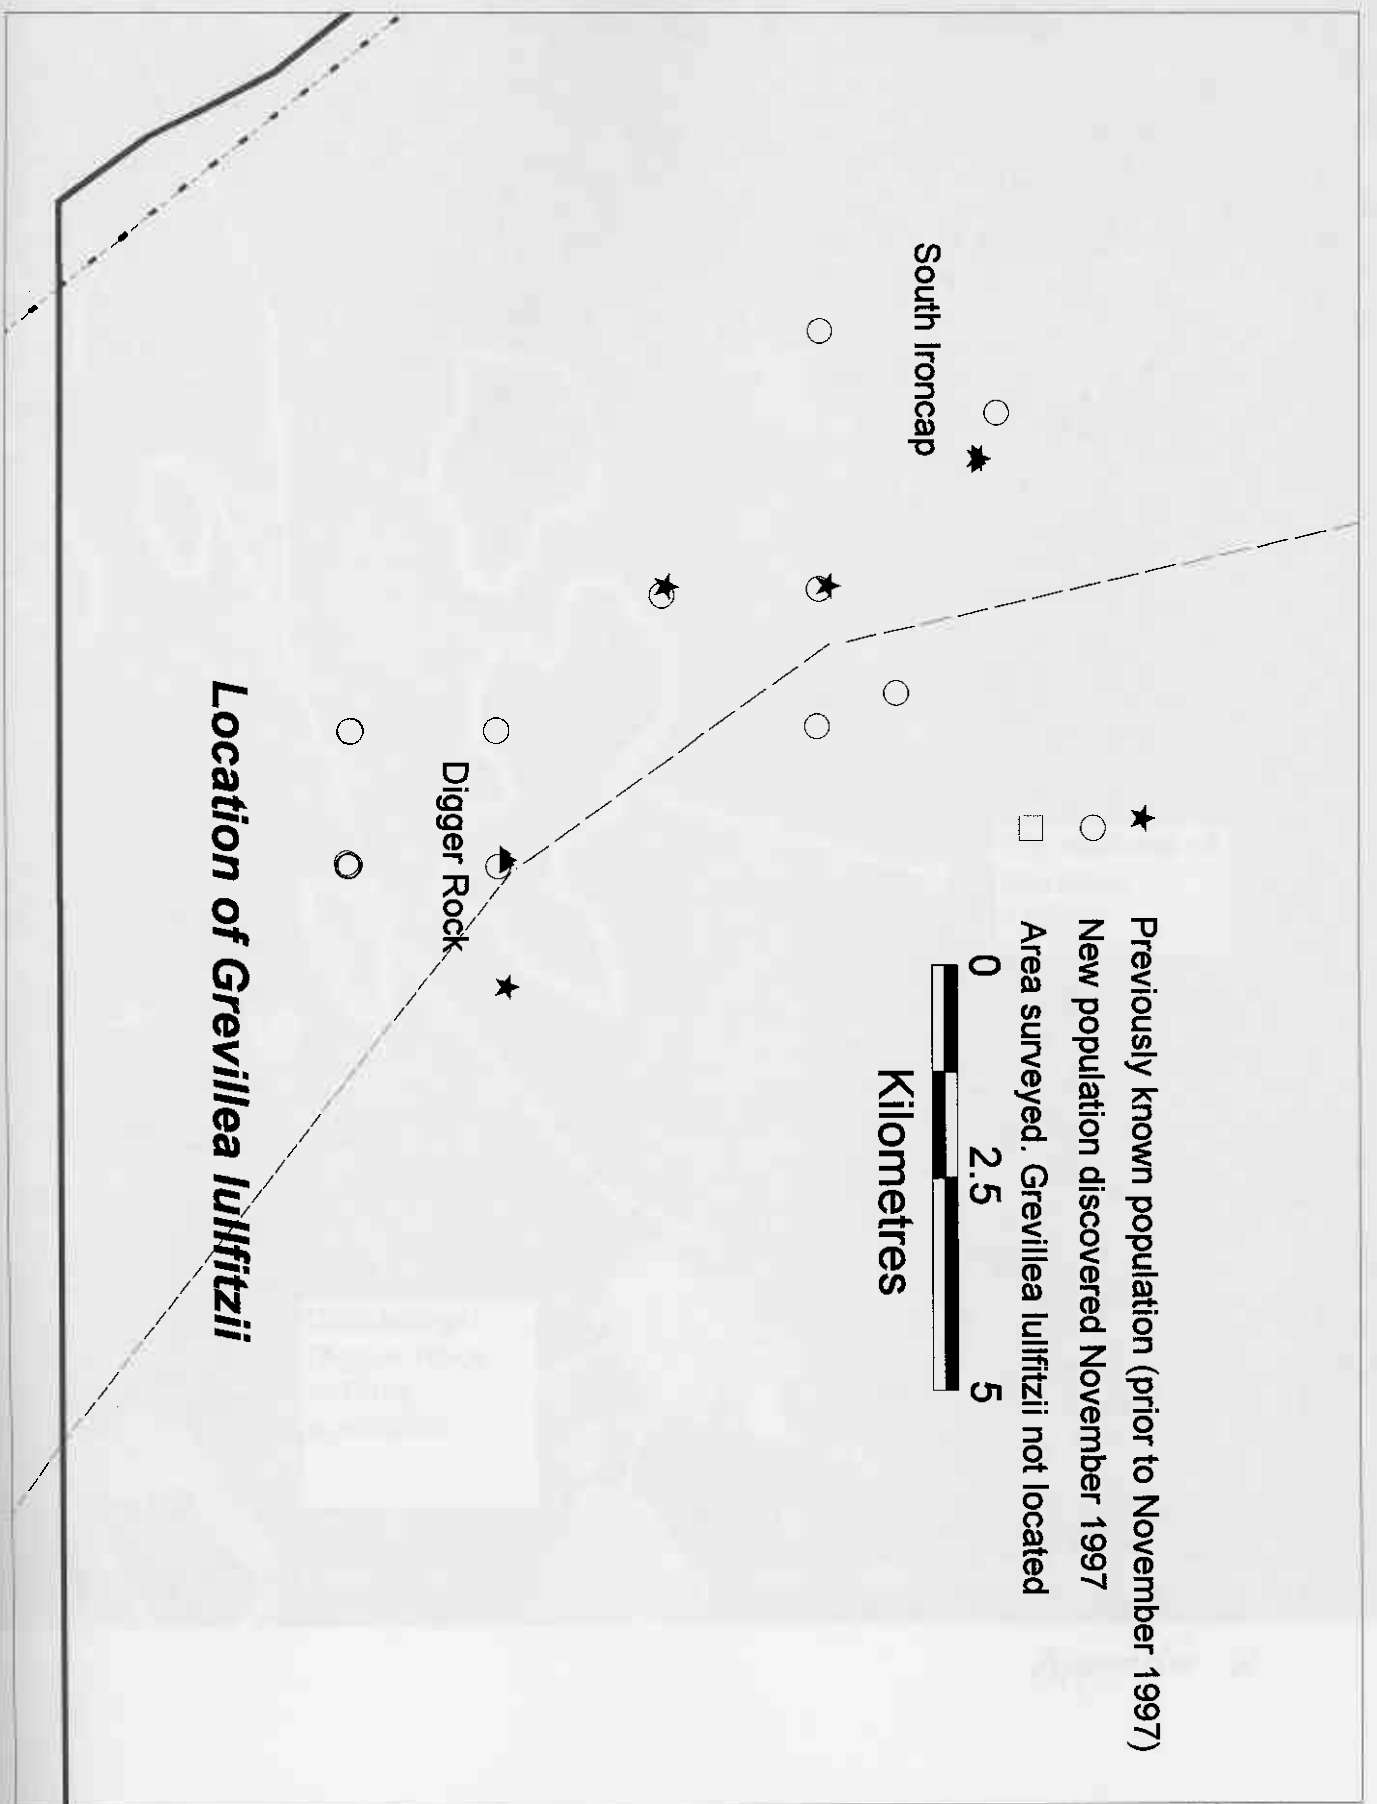 Previously known population (prior to November 1997)
New population discovered November 1997
Area surveyed. Grevillea lullfitzii not located
0 2.5 5
Kilometres
South Ironcap
Digger Rock
Location of Grevillea lullfitzii